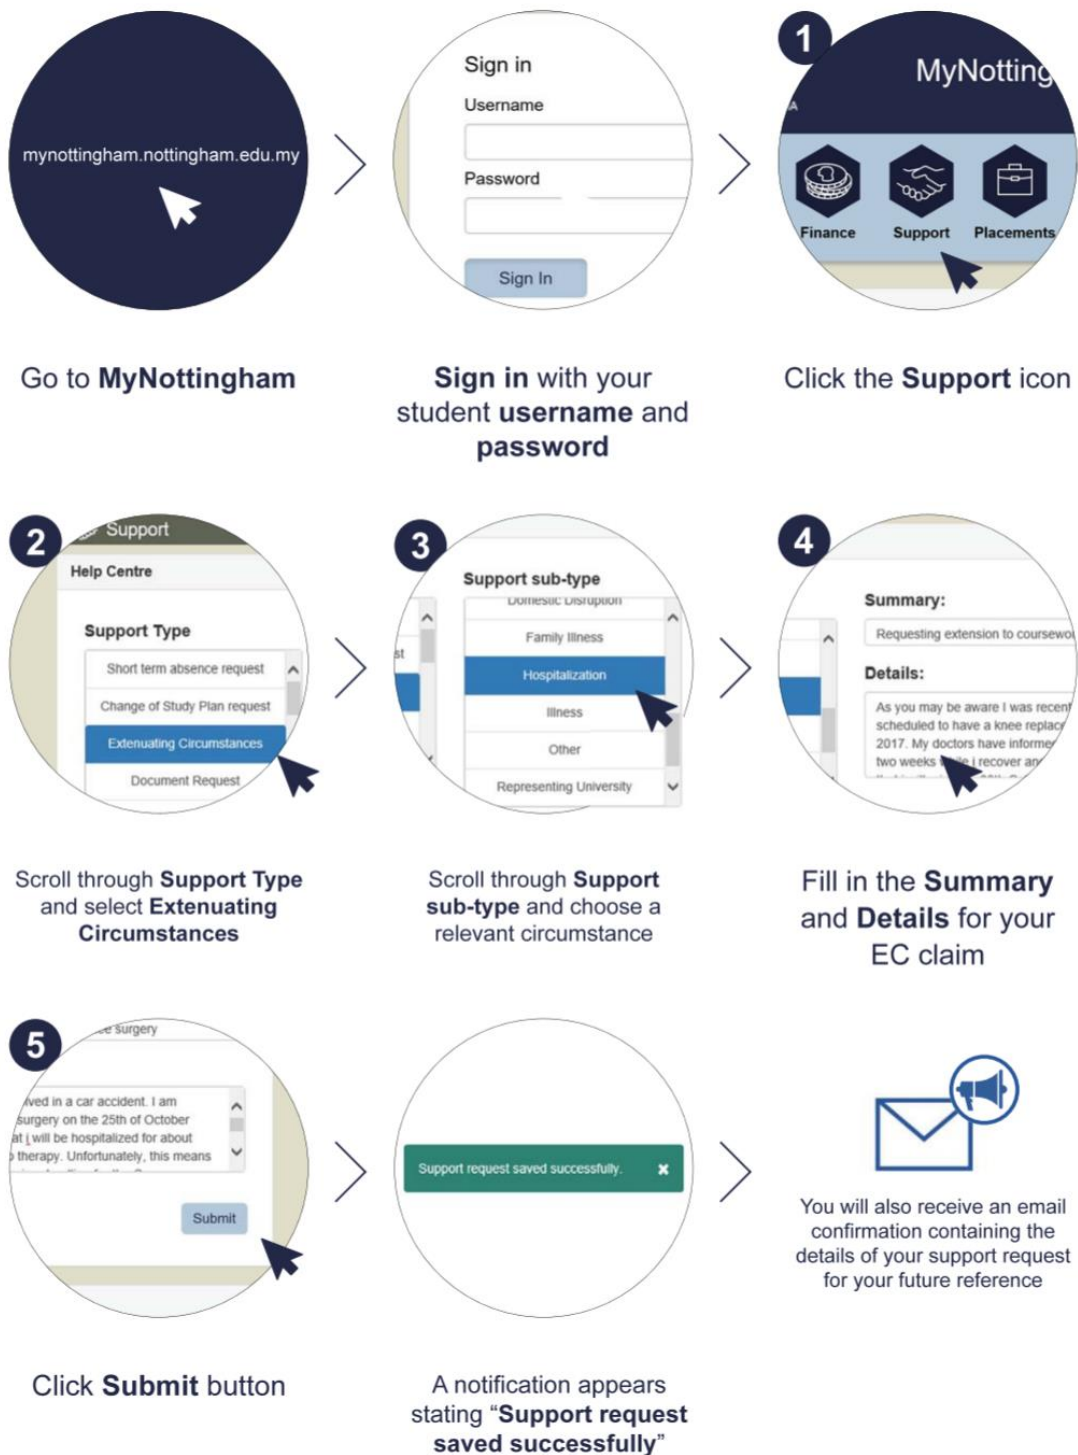 mynottingham.nottingham.edu.my
Go to MyNottingham
Sign in
Username
Password
Sign In
Sign in with your
student username and
password
1
MyNotting
Finance
Support
Placements
Click the Support icon
2
Support
Help Centre
Support Type
Short term absence request
Change of Study Plan request
Extenuating Circumstances
Document Request
Scroll through Support Type
and select Extenuating
Circumstances
3
Support sub-type
Domestic Disruption
Family Illness
st
Hospitalization
Illness
Other
Representing University
Scroll through Support
sub-type and choose a
relevant circumstance
4
Summary:
Requesting extension to coursewo
Details:
As you may be aware I was recent
scheduled to have a knee replac
2017. My doctors have informe
two weeks while i recover an
Fill in the Summary
and Details for your
EC claim
5
surgery
ved in a car accident. I am
surgery on the 25th of October
at i will be hospitalized for about
therapy. Unfortunately, this means
Submit
Click Submit button
Support request saved successfully.
A notification appears
stating “Support request
saved successfully”
You will also receive an email
confirmation containing the
details of your support request
for your future reference